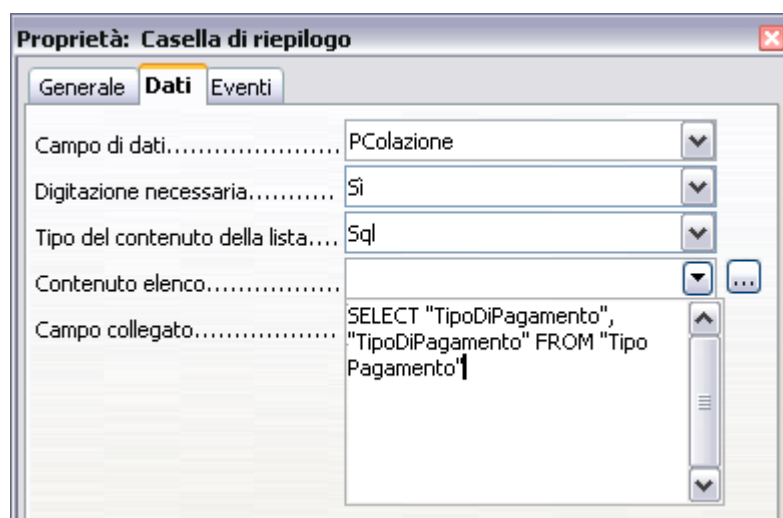 Proprietà: Casella di riepilogo
Generale Dati Eventi
Campo di dati...................... PColazione
Digitazione necessaria........... Sì
Tipo del contenuto della lista.... Sql
Contenuto elenco................. ...
Campo collegato..................
SELECT "TipoDiPagamento",
"TipoDiPagamento" FROM "Tipo
Pagamento"